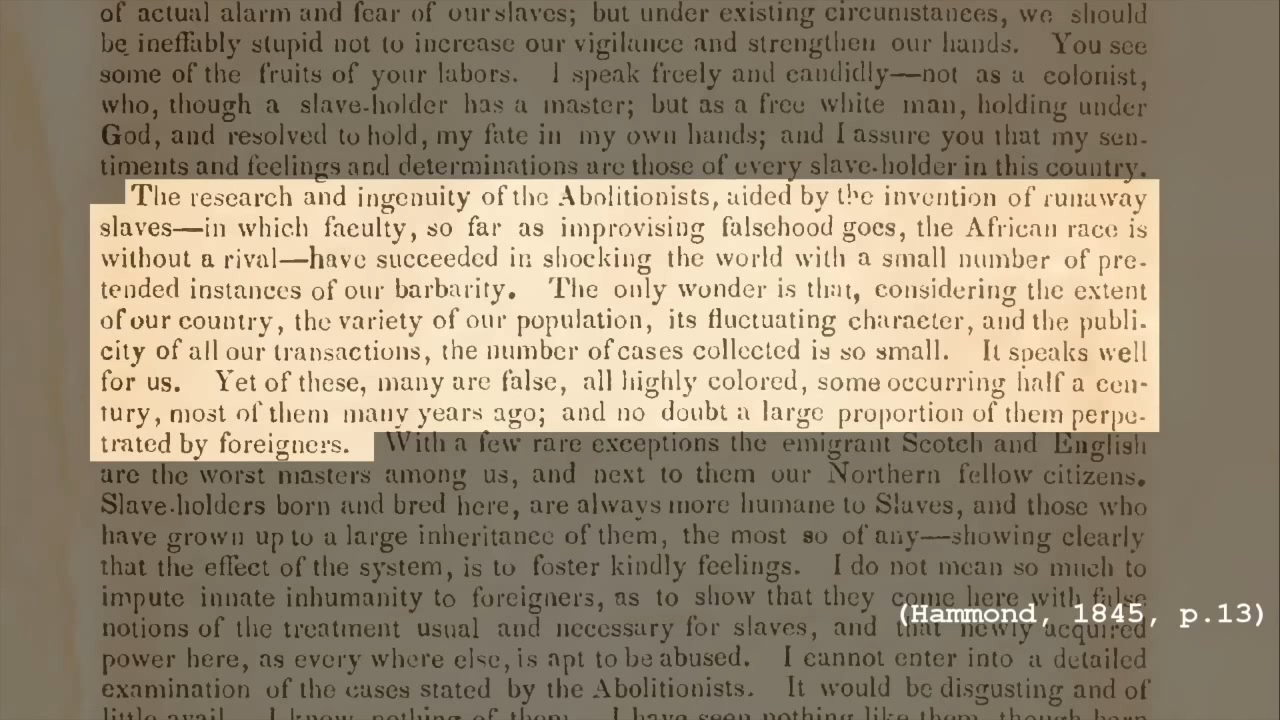 of actual alarm and fear of our slaves; but under existing circumstances, we should
be ineffably stupid not to increase our vigilance and strengthen our hands. You see
some of the fruits of your labors. I speak freely and candidly—not as a colonist,
who, though a slave-holder has a master; but as a free white man, holding under
God, and resolved to hold, my fate in my own hands; and I assure you that my sen-
timents and feelings and determinations are those of every slave-holder in this country.
The research and ingenuity of the Abolitionists, aided by the invention of runaway
slaves—in which faculty, so far as improvising falsehood goes, the African race is
without a rival—have succeeded in shocking the world with a small number of pre-
tended instances of our barbarity. The only wonder is that, considering the extent
of our country, the variety of our population, its fluctuating character, and the publi-
city of all our transactions, the number of cases collected is so small. It speaks well
for us. Yet of these, many are false, all highly colored, some occurring half a cen-
tury, most of them many years ago; and no doubt a large proportion of them perpe-
trated by foreigners. With a few rare exceptions the emigrant Scotch and English
are the worst masters among us, and next to them our Northern fellow citizens.
Slave-holders born and bred here, are always more humane to Slaves, and those who
have grown up to a large inheritance of them, the most so of any—showing clearly
that the effect of the system, is to foster kindly feelings. I do not mean so much to
impute innate inhumanity to foreigners, as to show that they come here with false
(Hammond, 1845, p.13)
notions of the treatment usual and necessary for slaves, and that newly acquired
power here, as every where else, is apt to be abused. I cannot enter into a detailed
examination of the cases stated by the Abolitionists. It would be disgusting and of
little avail. I know nothing of them. I have seen nothing like them, though born